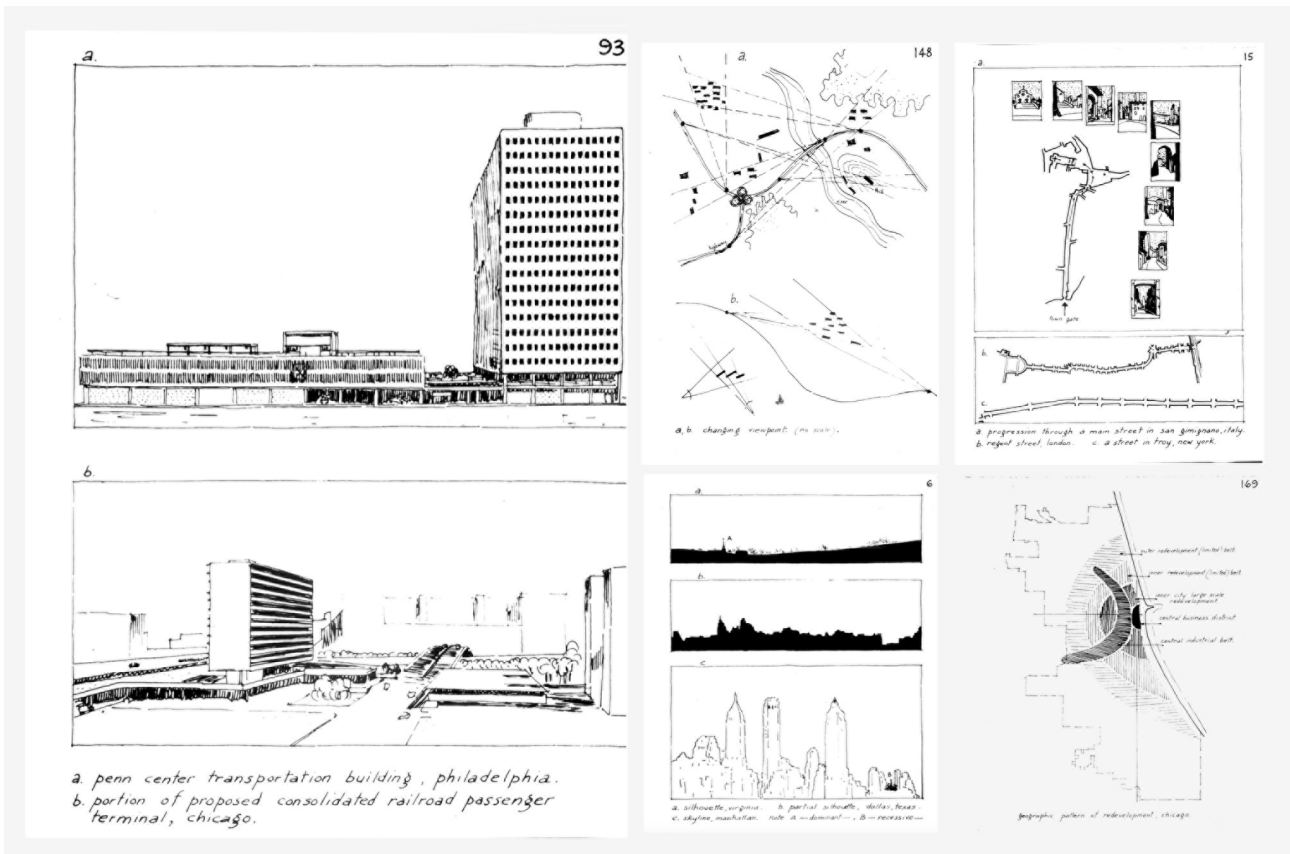 93
a.
b.
a. penn center transportation building, philadelphia.
b. portion of proposed consolidated railroad passenger
terminal, chicago.
148
a.
b.
a, b changing viewpoint. (no scale).
15
a.
town gate
b.
c.
a. progression through a main street in san gimignano, italy.
b. regent street, london. c. a street in troy, new york.
6
a.
A
b.
c
B
a. silhouette, virginia. b. partial silhouette, dallas, texas.
c. skyline, manhattan. note A — dominant —, B — recessive —
169
outer redevelopment (limited) belt.
inner redevelopment (limited) belt.
inner city large scale
redevelopment
central business district
central industrial belt.
geographic pattern of redevelopment, chicago